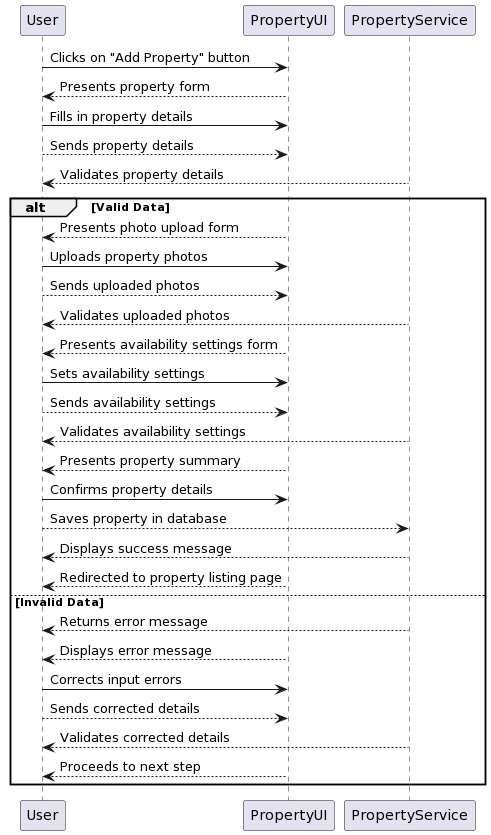 User PropertyUI PropertyService
Clicks on "Add Property" button
Presents property form
Fills in property details
Sends property details
Validates property details
alt [Valid Data]
Presents photo upload form
Uploads property photos
Sends uploaded photos
Validates uploaded photos
Presents availability settings form
Sets availability settings
Sends availability settings
Validates availability settings
Presents property summary
Confirms property details
Saves property in database
Displays success message
Redirected to property listing page
[Invalid Data]
Returns error message
Displays error message
Corrects input errors
Sends corrected details
Validates corrected details
Proceeds to next step
User PropertyUI PropertyService